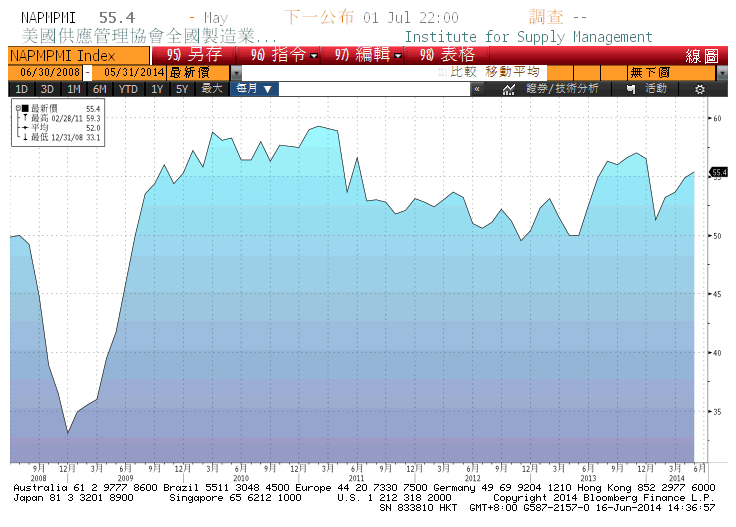 NAPMPMI 55.4 - May 下一公布 01 Jul 22:00 調查 --
美國供應管理協會全國製造業... Institute for Supply Management
NAPMPMI Index 95) 另存 96) 指令 97) 編輯 98) 表格 線圖
06/30/2008 - 05/31/2014 最新價 比較 移動平均 無下價
1D 3D 1M 6M YTD 1Y 5Y 最大 每月 ▼ « 證券/技術分析 活動
最新價 55.4
最高 02/28/11 59.3
平均 52.0
最低 12/31/08 33.1
60
55
55.4
50
45
40
35
9月 12月 3月 6月 9月 12月 3月 6月 9月 12月 3月 6月 9月 12月 3月 6月 9月 12月 3月 6月 9月 12月 3月 6月
2008 2009 2010 2011 2012 2013 2014
Australia 61 2 9777 8600 Brazil 5511 3048 4500 Europe 44 20 7330 7500 Germany 49 69 9204 1210 Hong Kong 852 2977 6000
Japan 81 3 3201 8900 Singapore 65 6212 1000 U.S. 1 212 318 2000 Copyright 2014 Bloomberg Finance L.P.
SN 833810 HKT GMT+8:00 G587-2157-0 16-Jun-2014 14:36:57